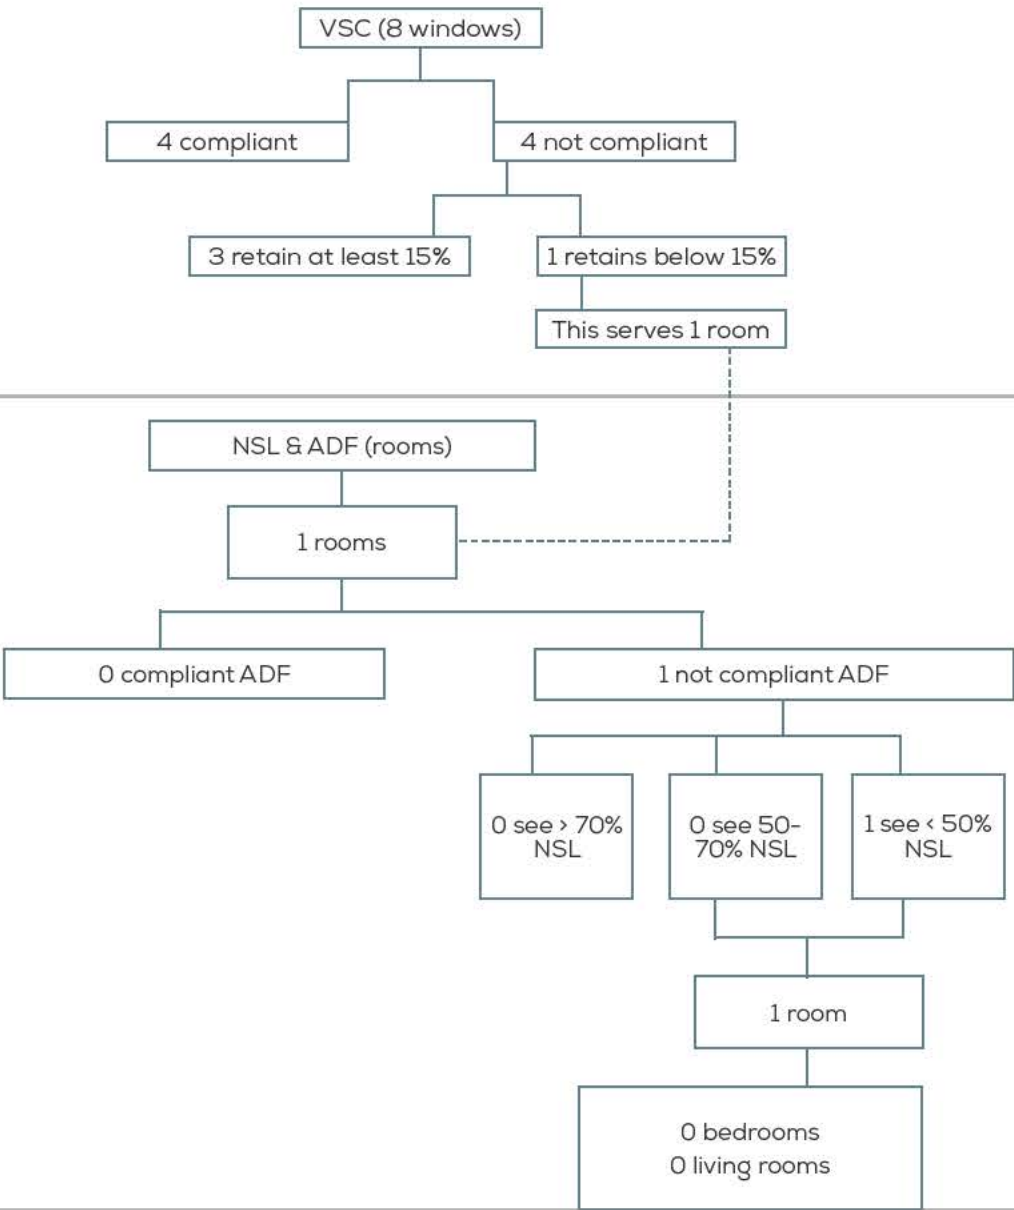 VSC (8 windows)
4 compliant
4 not compliant
3 retain at least 15%
1 retains below 15%
This serves 1 room
NSL & ADF (rooms)
1 rooms
0 compliant ADF
1 not compliant ADF
0 see > 70%
NSL
0 see 50-
70% NSL
1 see < 50%
NSL
1 room
0 bedrooms
0 living rooms